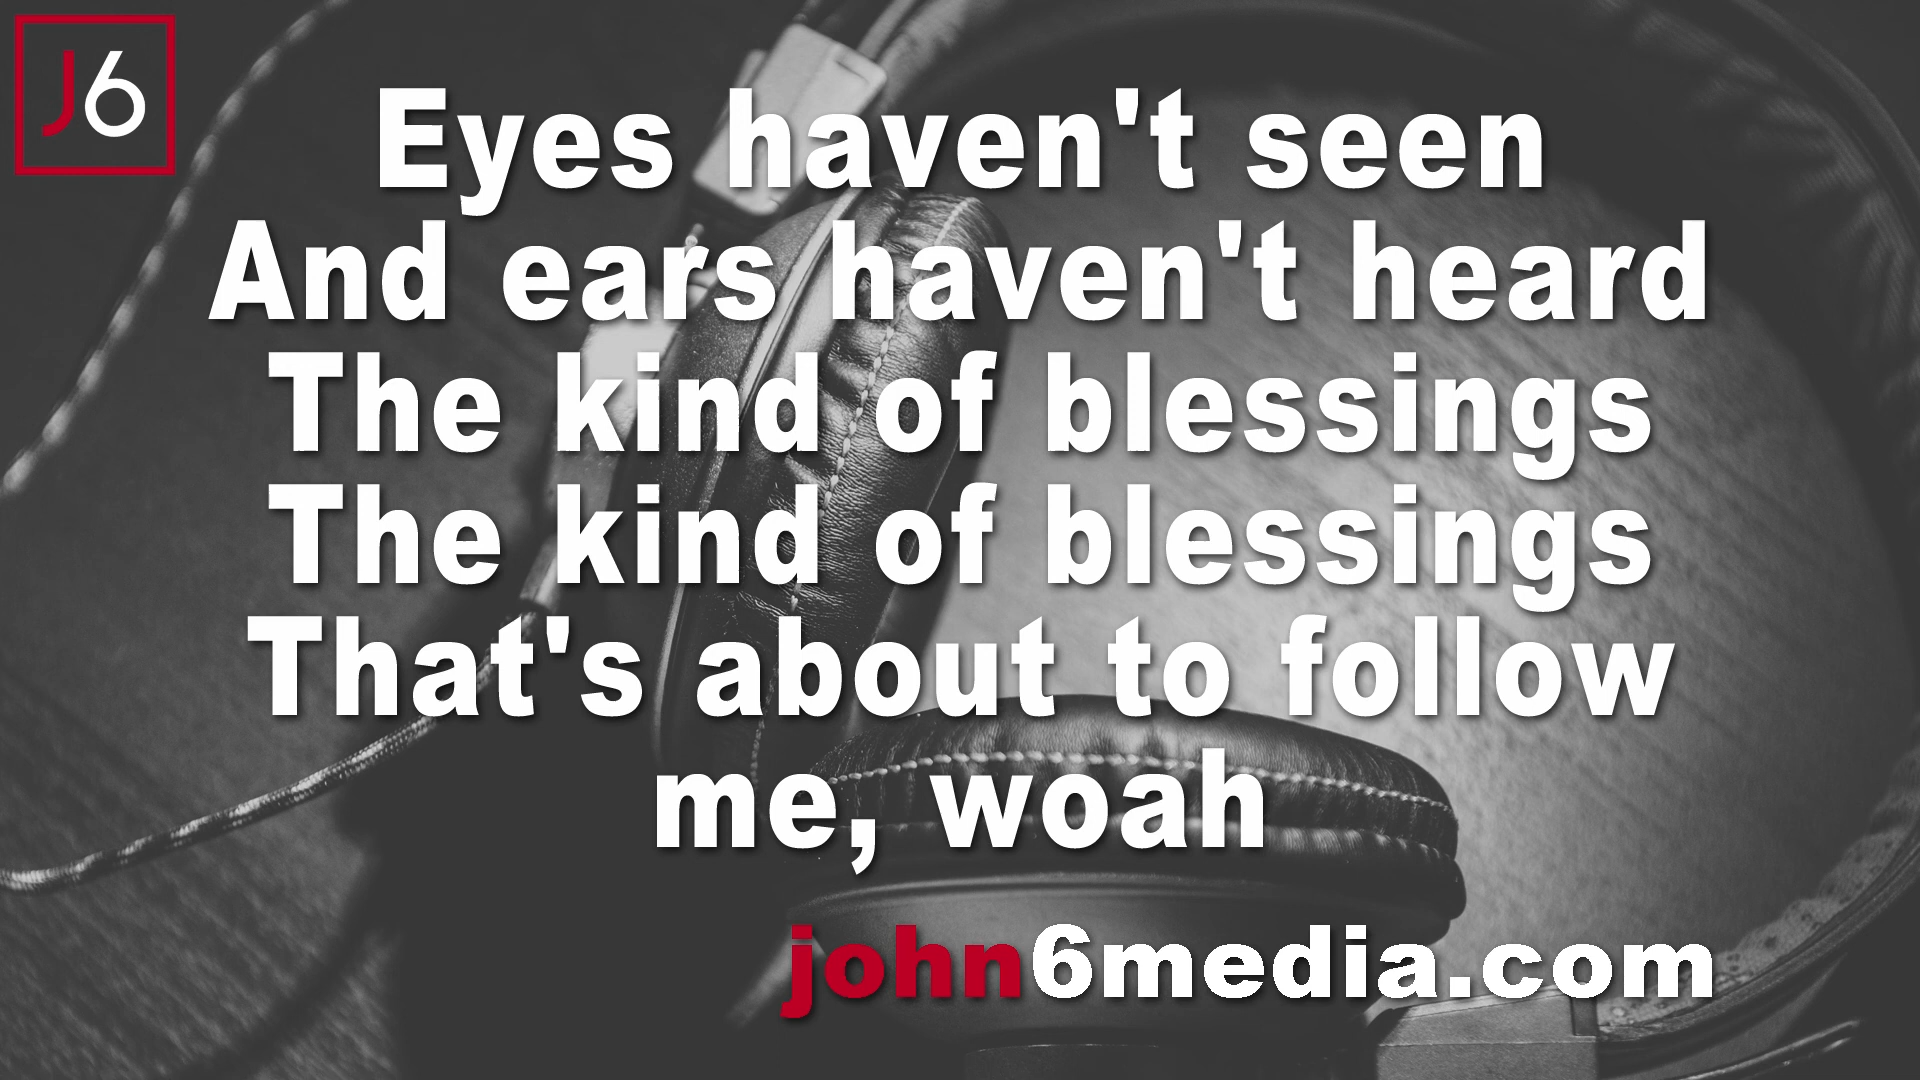 J6
Eyes haven't seen
And ears haven't heard
The kind of blessings
The kind of blessings
That's about to follow
me, woah
john6media.com